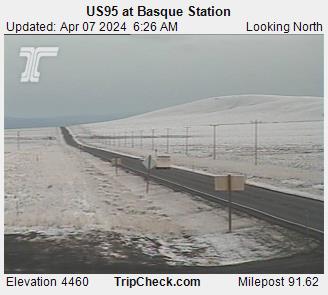 US95 at Basque Station
Updated: Apr 07 2024 6:26 AM Looking North
Elevation 4460 TripCheck.com Milepost 91.62